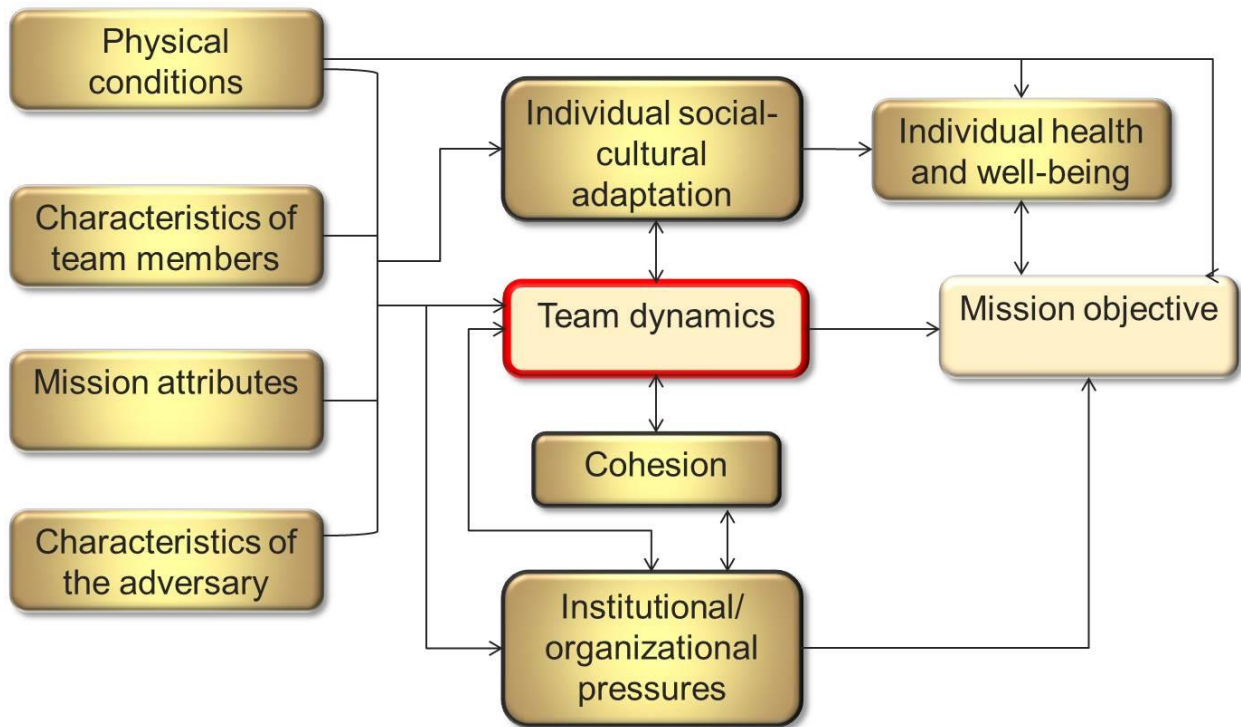 Physical
conditions
Characteristics of
team members
Mission attributes
Characteristics of
the adversary
Individual social-
cultural
adaptation
Team dynamics
Cohesion
Institutional/
organizational
pressures
Individual health
and well-being
Mission objective